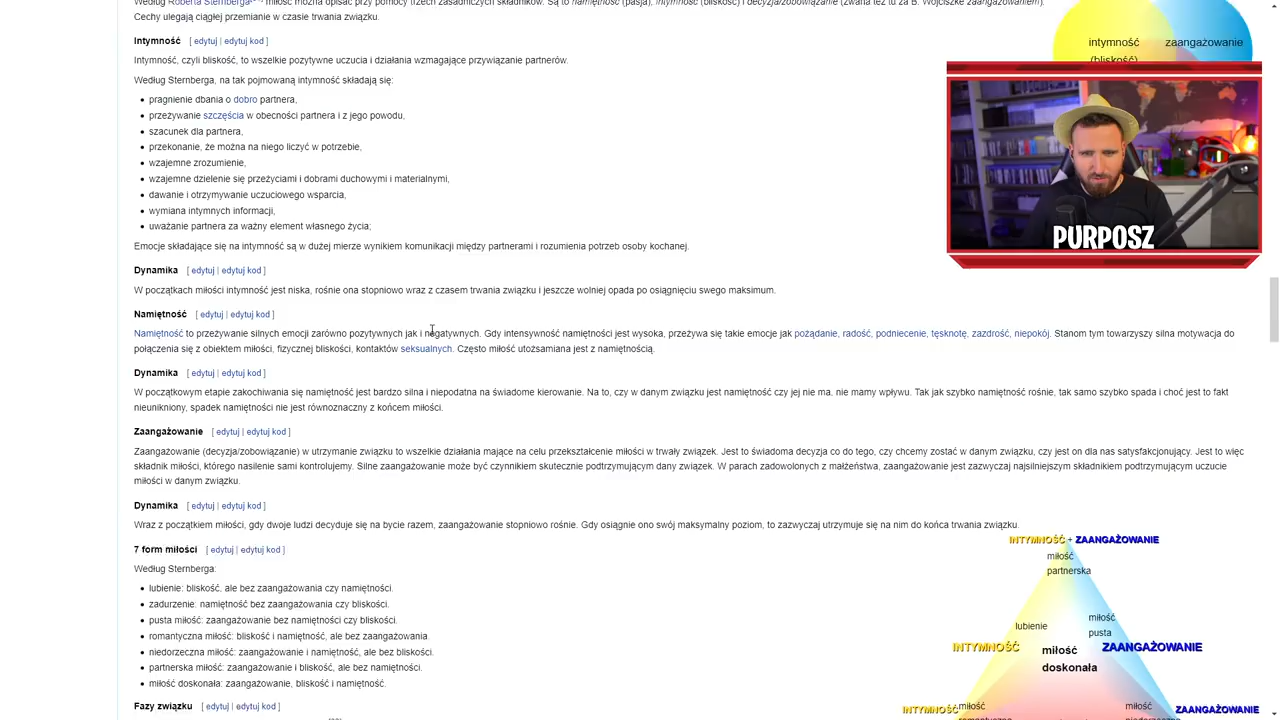 Według Roberta Sternberga miłość można opisać przy pomocy trzech zasadniczych składników. Są to namiętność (pasja), intymność (bliskość) i decyzja/zobowiązanie (zwana też tu za B. Wojciszke zaangażowaniem).
Cechy ulegają ciągłej przemianie w czasie trwania związku.
intymność zaangażowanie
(bliskość)
Intymność [ edytuj | edytuj kod ]
Intymność, czyli bliskość, to wszelkie pozytywne uczucia i działania wzmagające przywiązanie partnerów.
Według Sternberga, na tak pojmowaną intymność składają się:
• pragnienie dbania o dobro partnera,
• przeżywanie szczęścia w obecności partnera i z jego powodu,
• szacunek dla partnera,
• przekonanie, że można na niego liczyć w potrzebie,
• wzajemne zrozumienie,
• wzajemne dzielenie się przeżyciami i dobrami duchowymi i materialnymi,
• dawanie i otrzymywanie uczuciowego wsparcia,
• wymiana intymnych informacji,
• uważanie partnera za ważny element własnego życia;
PURPOSZ
Emocje składające się na intymność są w dużej mierze wynikiem komunikacji między partnerami i rozumienia potrzeb osoby kochanej.
Dynamika [ edytuj | edytuj kod ]
W początkach miłości intymność jest niska, rośnie ona stopniowo wraz z czasem trwania związku i jeszcze wolniej opada po osiągnięciu swego maksimum.
Namiętność [ edytuj | edytuj kod ]
Namiętność to przeżywanie silnych emocji zarówno pozytywnych jak i negatywnych. Gdy intensywność namiętności jest wysoka, przeżywa się takie emocje jak pożądanie, radość, podniecenie, tęsknotę, zazdrość, niepokój. Stanom tym towarzyszy silna motywacja do
połączenia się z obiektem miłości, fizycznej bliskości, kontaktów seksualnych. Często miłość utożsamiana jest z namiętnością.
Dynamika [ edytuj | edytuj kod ]
W początkowym etapie zakochiwania się namiętność jest bardzo silna i niepodatna na świadome kierowanie. Na to, czy w danym związku jest namiętność czy jej nie ma, nie mamy wpływu. Tak jak szybko namiętność rośnie, tak samo szybko spada i choć jest to fakt
nieunikniony, spadek namiętności nie jest równoznaczny z końcem miłości.
Zaangażowanie [ edytuj | edytuj kod ]
Zaangażowanie (decyzja/zobowiązanie) w utrzymanie związku to wszelkie działania mające na celu przekształcenie miłości w trwały związek. Jest to świadoma decyzja co do tego, czy chcemy zostać w danym związku, czy jest on dla nas satysfakcjonujący. Jest to więc
składnik miłości, którego nasilenie sami kontrolujemy. Silne zaangażowanie może być czynnikiem skutecznie podtrzymującym dany związek. W parach zadowolonych z małżeństwa, zaangażowanie jest zazwyczaj najsilniejszym składnikiem podtrzymującym uczucie
miłości w danym związku.
Dynamika [ edytuj | edytuj kod ]
Wraz z początkiem miłości, gdy dwoje ludzi decyduje się na bycie razem, zaangażowanie stopniowo rośnie. Gdy osiągnie ono swój maksymalny poziom, to zazwyczaj utrzymuje się na nim do końca trwania związku.
7 form miłości [ edytuj | edytuj kod ]
Według Sternberga:
• lubienie: bliskość, ale bez zaangażowania czy namiętności.
• zadurzenie: namiętność bez zaangażowania czy bliskości.
• pusta miłość: zaangażowanie bez namiętności czy bliskości.
• romantyczna miłość: bliskość i namiętność, ale bez zaangażowania
• niedorzeczna miłość: zaangażowanie i namiętność, ale bez bliskości.
• partnerska miłość: zaangażowanie i bliskość, ale bez namiętności.
• miłość doskonała: zaangażowanie, bliskość i namiętność.
Fazy związku [ edytuj | edytuj kod ]
INTYMNOŚĆ + ZAANGAŻOWANIE
miłość
partnerska
lubienie
miłość
pusta
INTYMNOŚĆ
miłość
doskonała
ZAANGAŻOWANIE
INTYMNOŚĆ miłość miłość ZAANGAŻOWANIE
romantyczna niedorzeczna